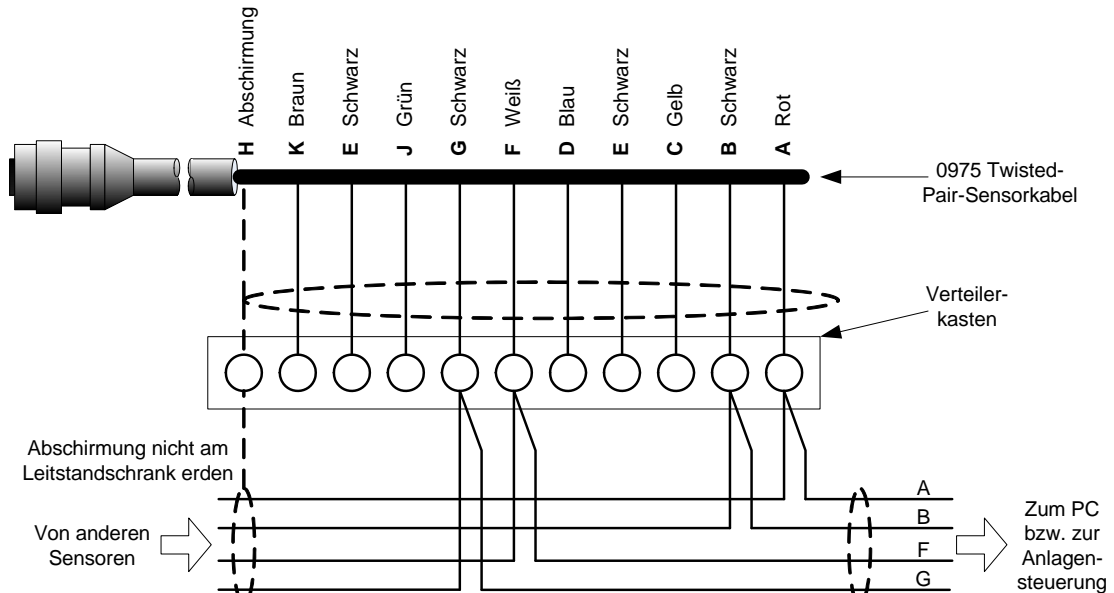 H Abschirmung
K Braun
E Schwarz
J Grün
G Schwarz
F Weiß
D Blau
E Schwarz
C Gelb
B Schwarz
A Rot
0975 Twisted-
Pair-Sensorkabel
Verteiler-
kasten
Abschirmung nicht am
Leitstandschrank erden
Von anderen
Sensoren
A
B
F
G
Zum PC
bzw. zur
Anlagen-
steuerung